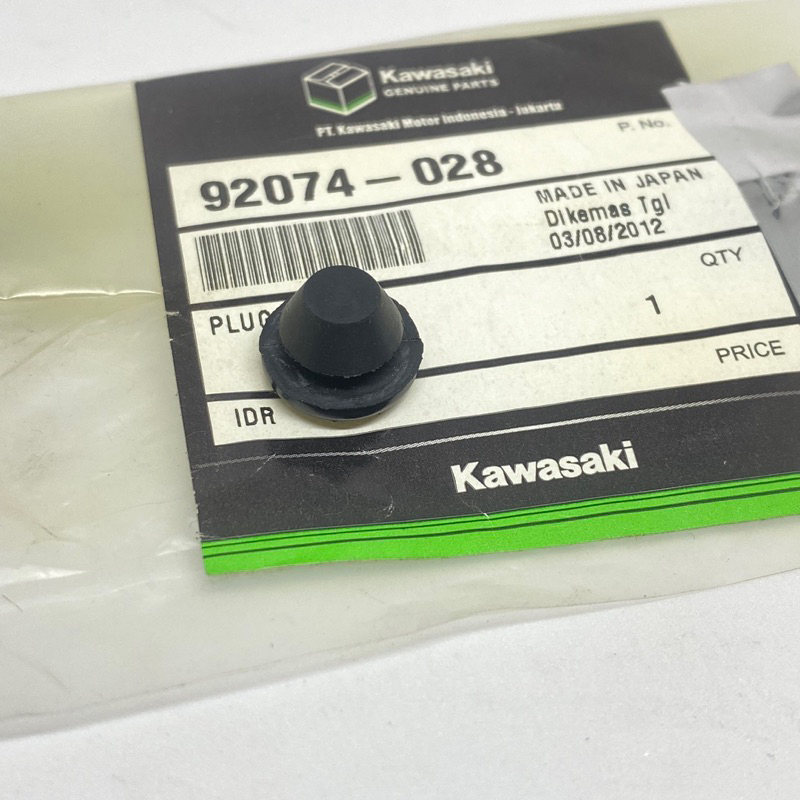 Kawasaki
GENUINE PARTS
PT. Kawasaki Motor Indonesia - Jakarta
P. No.
92074-028
MADE IN JAPAN
Dikemas Tgl
03/08/2012
QTY
PLUG
1
PRICE
IDR
Kawasaki